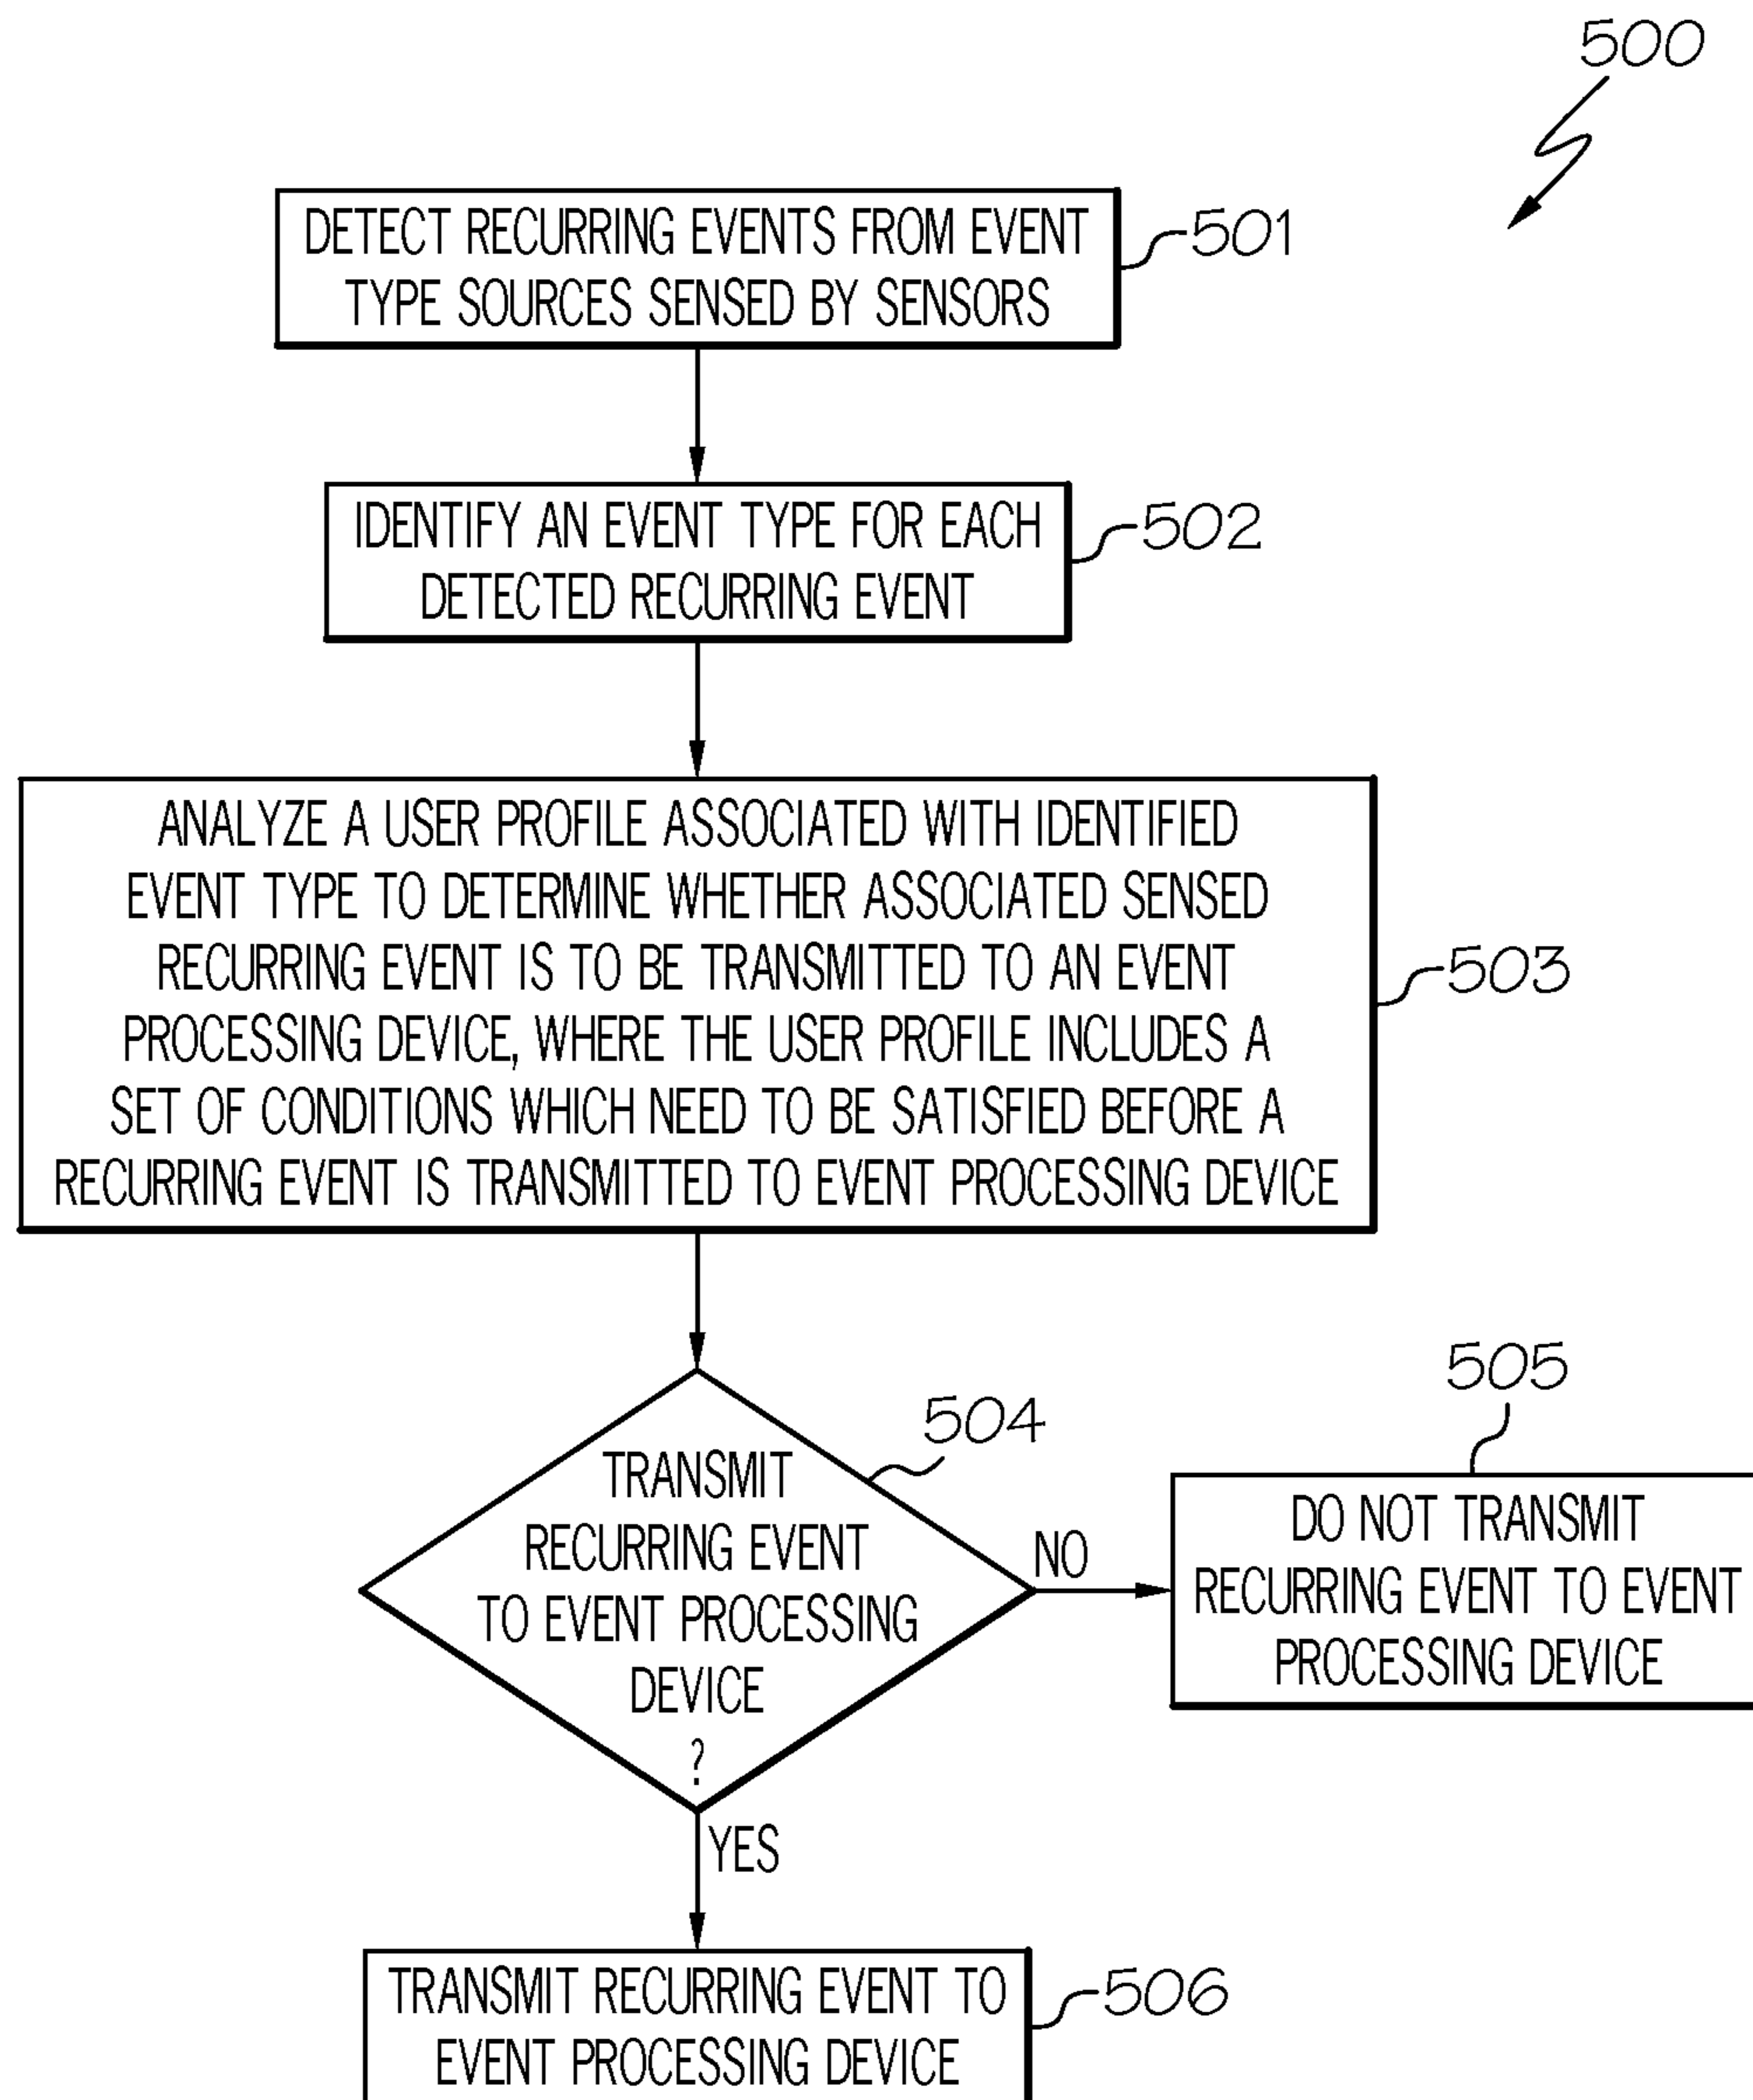 500
DETECT RECURRING EVENTS FROM EVENT
TYPE SOURCES SENSED BY SENSORS
501
IDENTIFY AN EVENT TYPE FOR EACH
DETECTED RECURRING EVENT
502
ANALYZE A USER PROFILE ASSOCIATED WITH IDENTIFIED
EVENT TYPE TO DETERMINE WHETHER ASSOCIATED SENSED
RECURRING EVENT IS TO BE TRANSMITTED TO AN EVENT
PROCESSING DEVICE, WHERE THE USER PROFILE INCLUDES A
SET OF CONDITIONS WHICH NEED TO BE SATISFIED BEFORE A
RECURRING EVENT IS TRANSMITTED TO EVENT PROCESSING DEVICE
503
TRANSMIT
RECURRING EVENT
TO EVENT PROCESSING
DEVICE
?
504
NO
505
DO NOT TRANSMIT
RECURRING EVENT TO EVENT
PROCESSING DEVICE
YES
TRANSMIT RECURRING EVENT TO
EVENT PROCESSING DEVICE
506